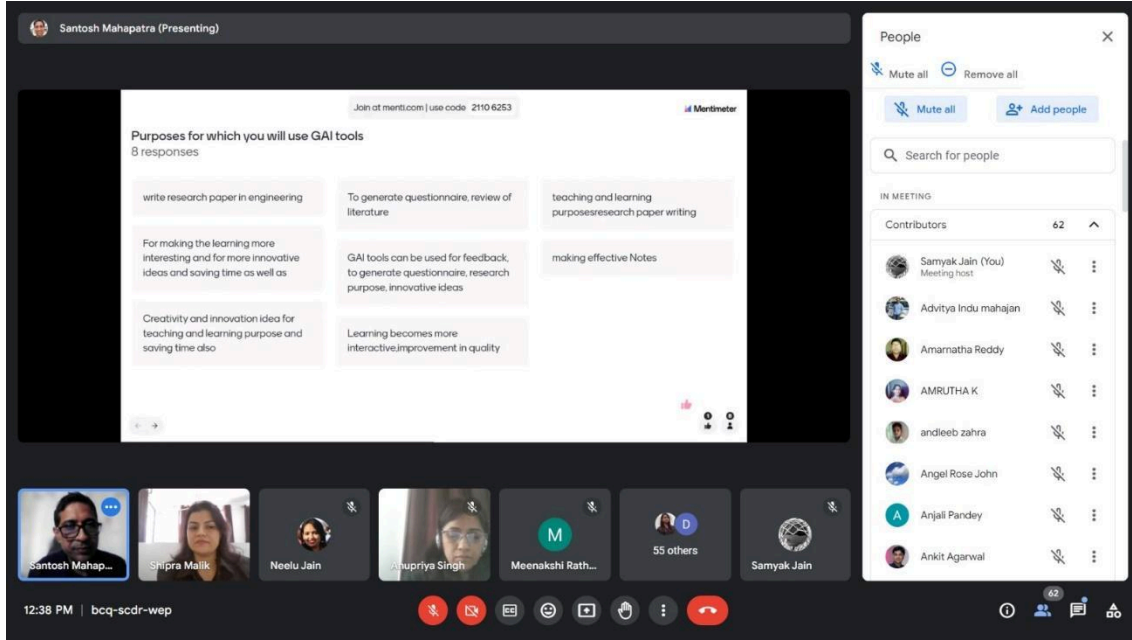 Santosh Mahapatra (Presenting)
Join at menti.com | use code 2110 6253
Mentimeter
Purposes for which you will use GAI tools
8 responses
write research paper in engineering
For making the learning more
interesting and for more innovative
ideas and saving time as well as
Creativity and innovation idea for
teaching and learning purpose and
saving time also
To generate questionnaire, review of
literature
GAI tools can be used for feedback,
to generate questionnaire, research
purpose, innovative ideas
Learning becomes more
interactive,improvement in quality
teaching and learning
purposesresearch paper writing
making effective Notes
1
8
Santosh Mahap...
Shipra Malik
Neelu Jain
Anupriya Singh
M
Meenakshi Rath...
D
55 others
Samyak Jain
12:38 PM | bcq-scdr-wep
CC
62
People
Mute all
Remove all
Mute all
Add people
Search for people
IN MEETING
Contributors
62
Samyak Jain (You)
Meeting host
Advitya Indu mahajan
Amarnatha Reddy
AMRUTHA K
andleeb zahra
Angel Rose John
A
Anjali Pandey
Ankit Agarwal